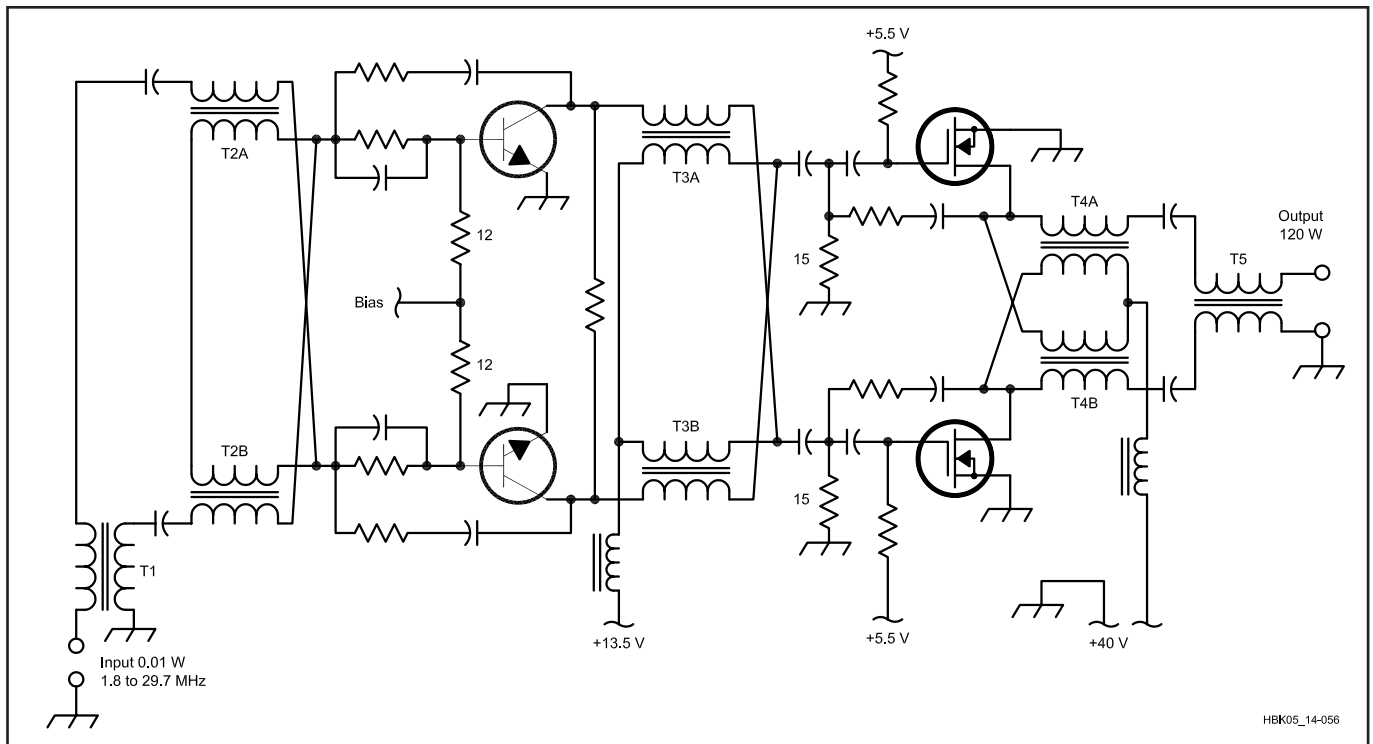 +5.5 V
T2A
T3A
T4A
Output
120 W
12
15
T5
Bias
12
T2B
T3B
T4B
15
T1
+13.5 V
+5.5 V
+40 V
Input 0.01 W
1.8 to 29.7 MHz
HBK05_14-056